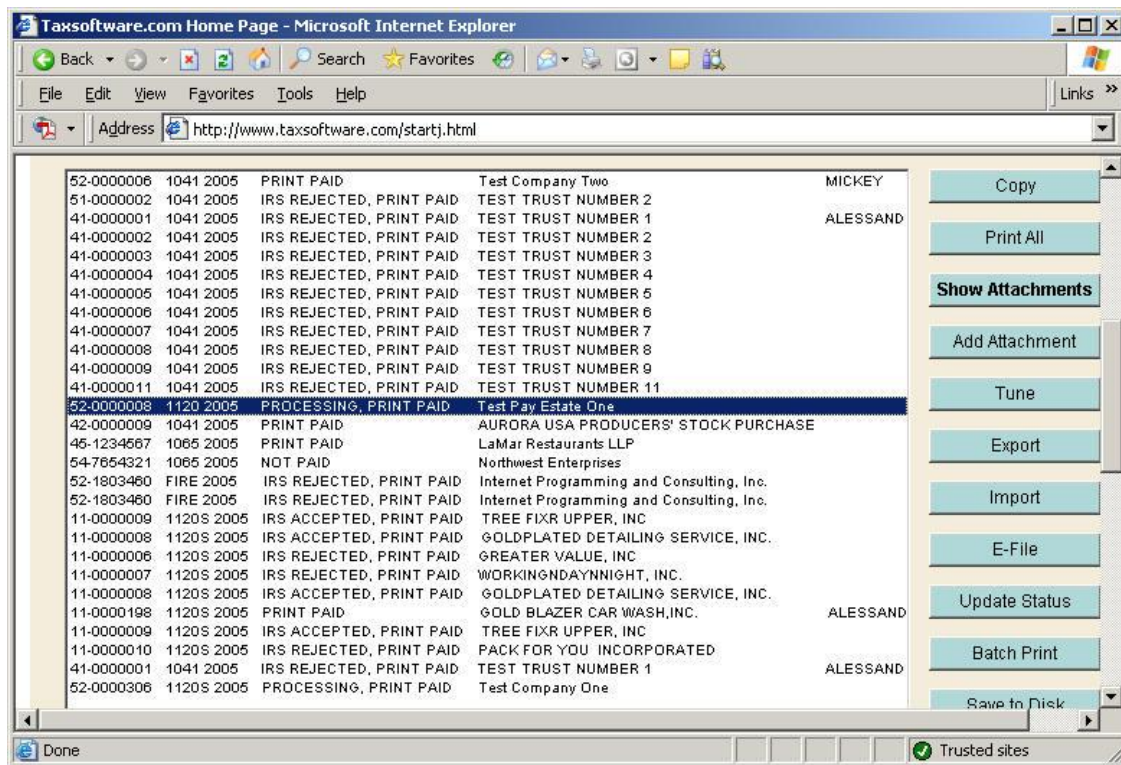 Taxsoftware.com Home Page - Microsoft Internet Explorer
Back Search Favorites
File Edit View Favorites Tools Help Links »
Address http://www.taxsoftware.com/startj.html
52-0000006 1041 2005 PRINT PAID Test Company Two MICKEY
51-0000002 1041 2005 IRS REJECTED, PRINT PAID TEST TRUST NUMBER 2
41-0000001 1041 2005 IRS REJECTED, PRINT PAID TEST TRUST NUMBER 1 ALESSAND
41-0000002 1041 2005 IRS REJECTED, PRINT PAID TEST TRUST NUMBER 2
41-0000003 1041 2005 IRS REJECTED, PRINT PAID TEST TRUST NUMBER 3
41-0000004 1041 2005 IRS REJECTED, PRINT PAID TEST TRUST NUMBER 4
41-0000005 1041 2005 IRS REJECTED, PRINT PAID TEST TRUST NUMBER 5
41-0000006 1041 2005 IRS REJECTED, PRINT PAID TEST TRUST NUMBER 6
41-0000007 1041 2005 IRS REJECTED, PRINT PAID TEST TRUST NUMBER 7
41-0000008 1041 2005 IRS REJECTED, PRINT PAID TEST TRUST NUMBER 8
41-0000009 1041 2005 IRS REJECTED, PRINT PAID TEST TRUST NUMBER 9
41-0000011 1041 2005 IRS REJECTED, PRINT PAID TEST TRUST NUMBER 11
52-0000008 1120 2005 PROCESSING, PRINT PAID Test Pay Estate One
42-0000009 1041 2005 PRINT PAID AURORA USA PRODUCERS' STOCK PURCHASE
45-1234567 1065 2005 PRINT PAID LaMar Restaurants LLP
54-7654321 1065 2005 NOT PAID Northwest Enterprises
52-1803460 FIRE 2005 IRS REJECTED, PRINT PAID Internet Programming and Consulting, Inc.
52-1803460 FIRE 2005 IRS REJECTED, PRINT PAID Internet Programming and Consulting, Inc.
11-0000009 1120S 2005 IRS ACCEPTED, PRINT PAID TREE FIXR UPPER, INC
11-0000008 1120S 2005 IRS ACCEPTED, PRINT PAID GOLDPLATED DETAILING SERVICE, INC.
11-0000006 1120S 2005 IRS REJECTED, PRINT PAID GREATER VALUE, INC
11-0000007 1120S 2005 IRS REJECTED, PRINT PAID WORKINGNDAYNNIGHT, INC.
11-0000008 1120S 2005 IRS ACCEPTED, PRINT PAID GOLDPLATED DETAILING SERVICE, INC.
11-0000198 1120S 2005 PRINT PAID GOLD BLAZER CAR WASH,INC. ALESSAND
11-0000009 1120S 2005 IRS ACCEPTED, PRINT PAID TREE FIXR UPPER, INC
11-0000010 1120S 2005 IRS REJECTED, PRINT PAID PACK FOR YOU INCORPORATED
41-0000001 1041 2005 IRS REJECTED, PRINT PAID TEST TRUST NUMBER 1 ALESSAND
52-0000306 1120S 2005 PROCESSING, PRINT PAID Test Company One
Copy
Print All
Show Attachments
Add Attachment
Tune
Export
Import
E-File
Update Status
Batch Print
Save to Disk
Done Trusted sites